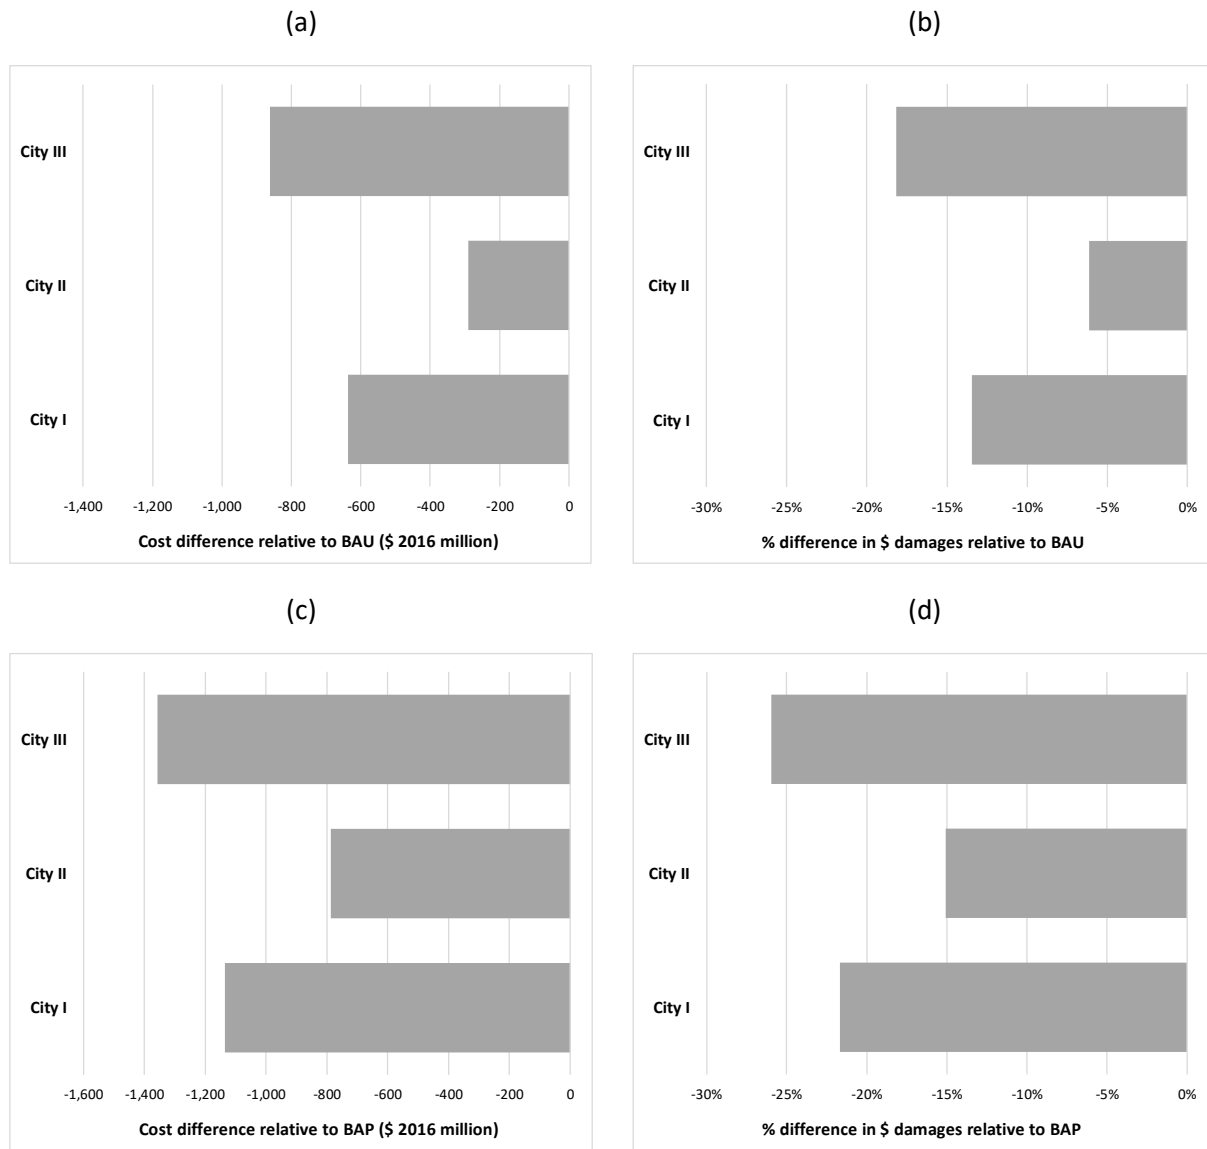 (a)
City III
City II
City I
-1,400 -1,200 -1,000 -800 -600 -400 -200 0
Cost difference relative to BAU ($ 2016 million)
(b)
City III
City II
City I
-30% -25% -20% -15% -10% -5% 0%
% difference in $ damages relative to BAU
(c)
City III
City II
City I
-1,600 -1,400 -1,200 -1,000 -800 -600 -400 -200 0
Cost difference relative to BAP ($ 2016 million)
(d)
City III
City II
City I
-30% -25% -20% -15% -10% -5% 0%
% difference in $ damages relative to BAP